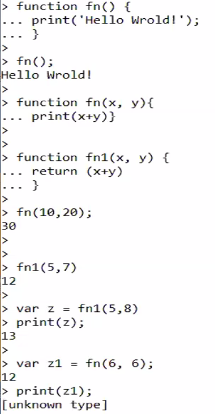 > function fn() {
... print('Hello Wrold!');
... }
>
> fn();
Hello Wrold!
>
> function fn(x, y){
... print(x+y)}
>
>
> function fn1(x, y) {
... return (x+y)
... }
>
> fn(10,20);
30
>
>
> fn1(5,7)
12
>
> var z = fn1(5,8)
> print(z);
13
>
> var z1 = fn(6, 6);
12
> print(z1);
[unknown type]